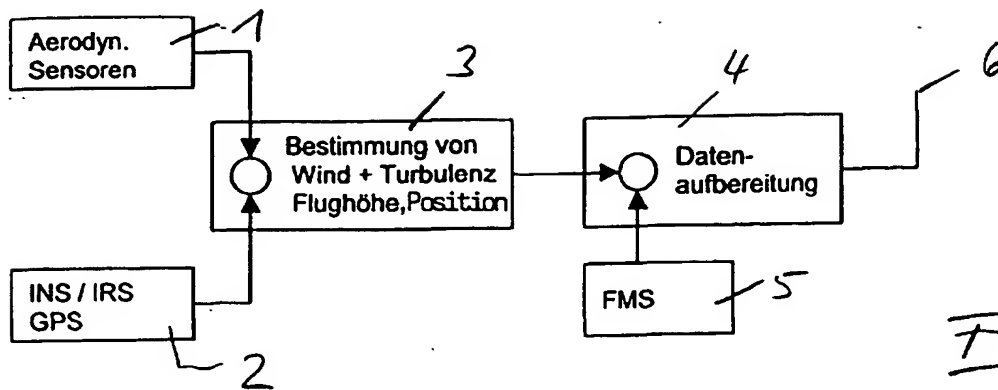 1
Aerodyn.
Sensoren
3
Bestimmung von
Wind + Turbulenz
Flughöhe,Position
4
Daten-
aufbereitung
6
INS / IRS
GPS
2
FMS
5